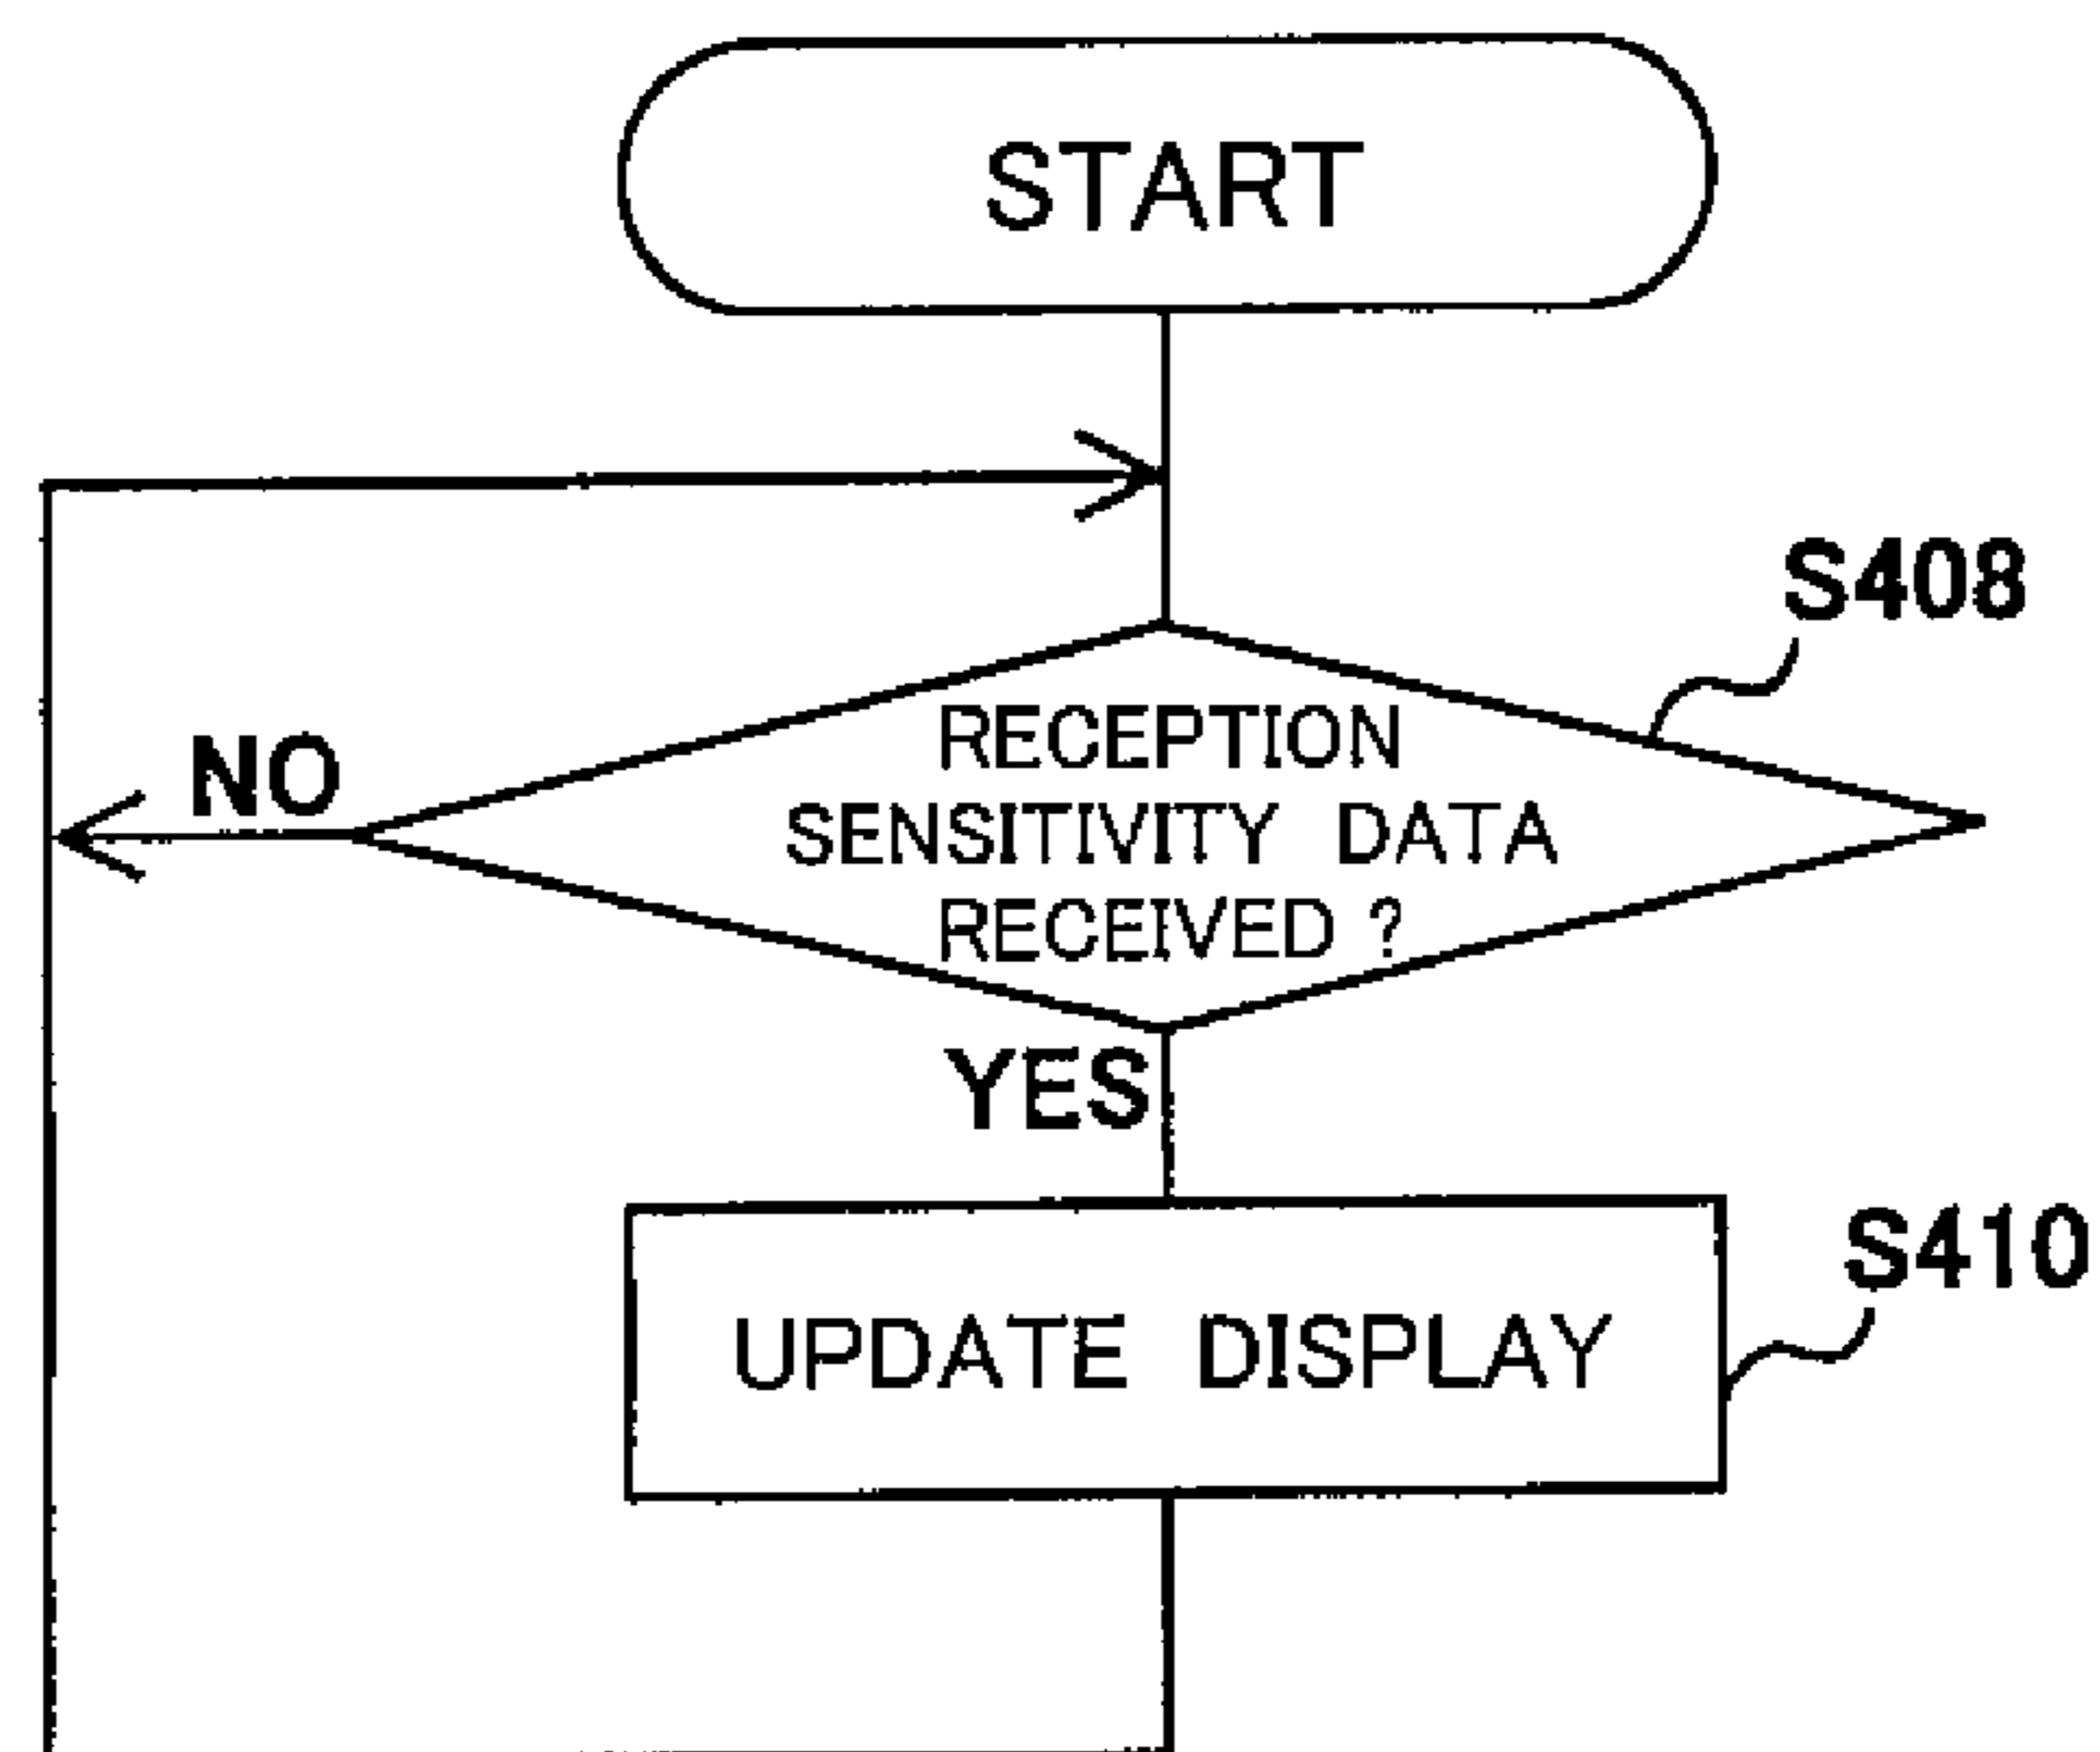 START
S408
RECEPTION
SENSITIVITY DATA
RECEIVED ?
NO
YES
S410
UPDATE DISPLAY